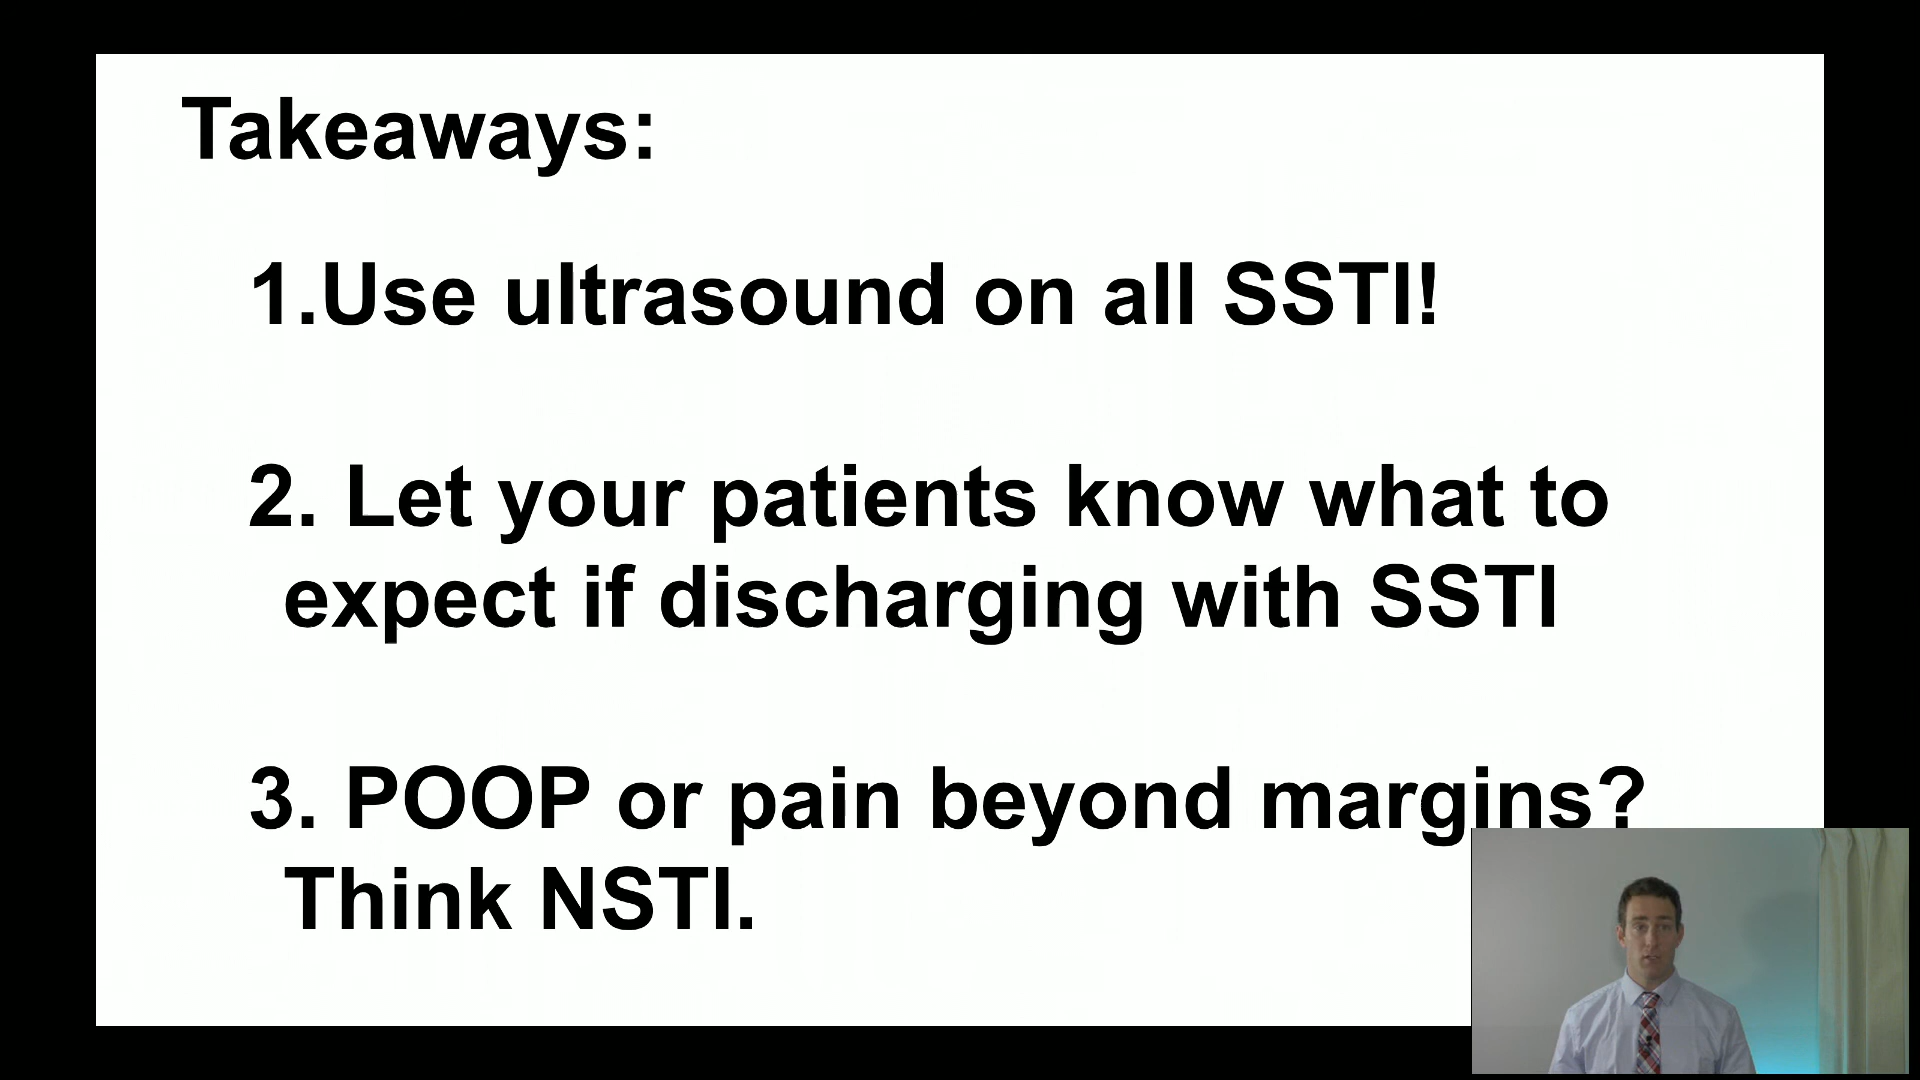 Takeaways:
1.Use ultrasound on all SSTI!
2. Let your patients know what to
expect if discharging with SSTI
3. POOP or pain beyond margins?
Think NSTI.